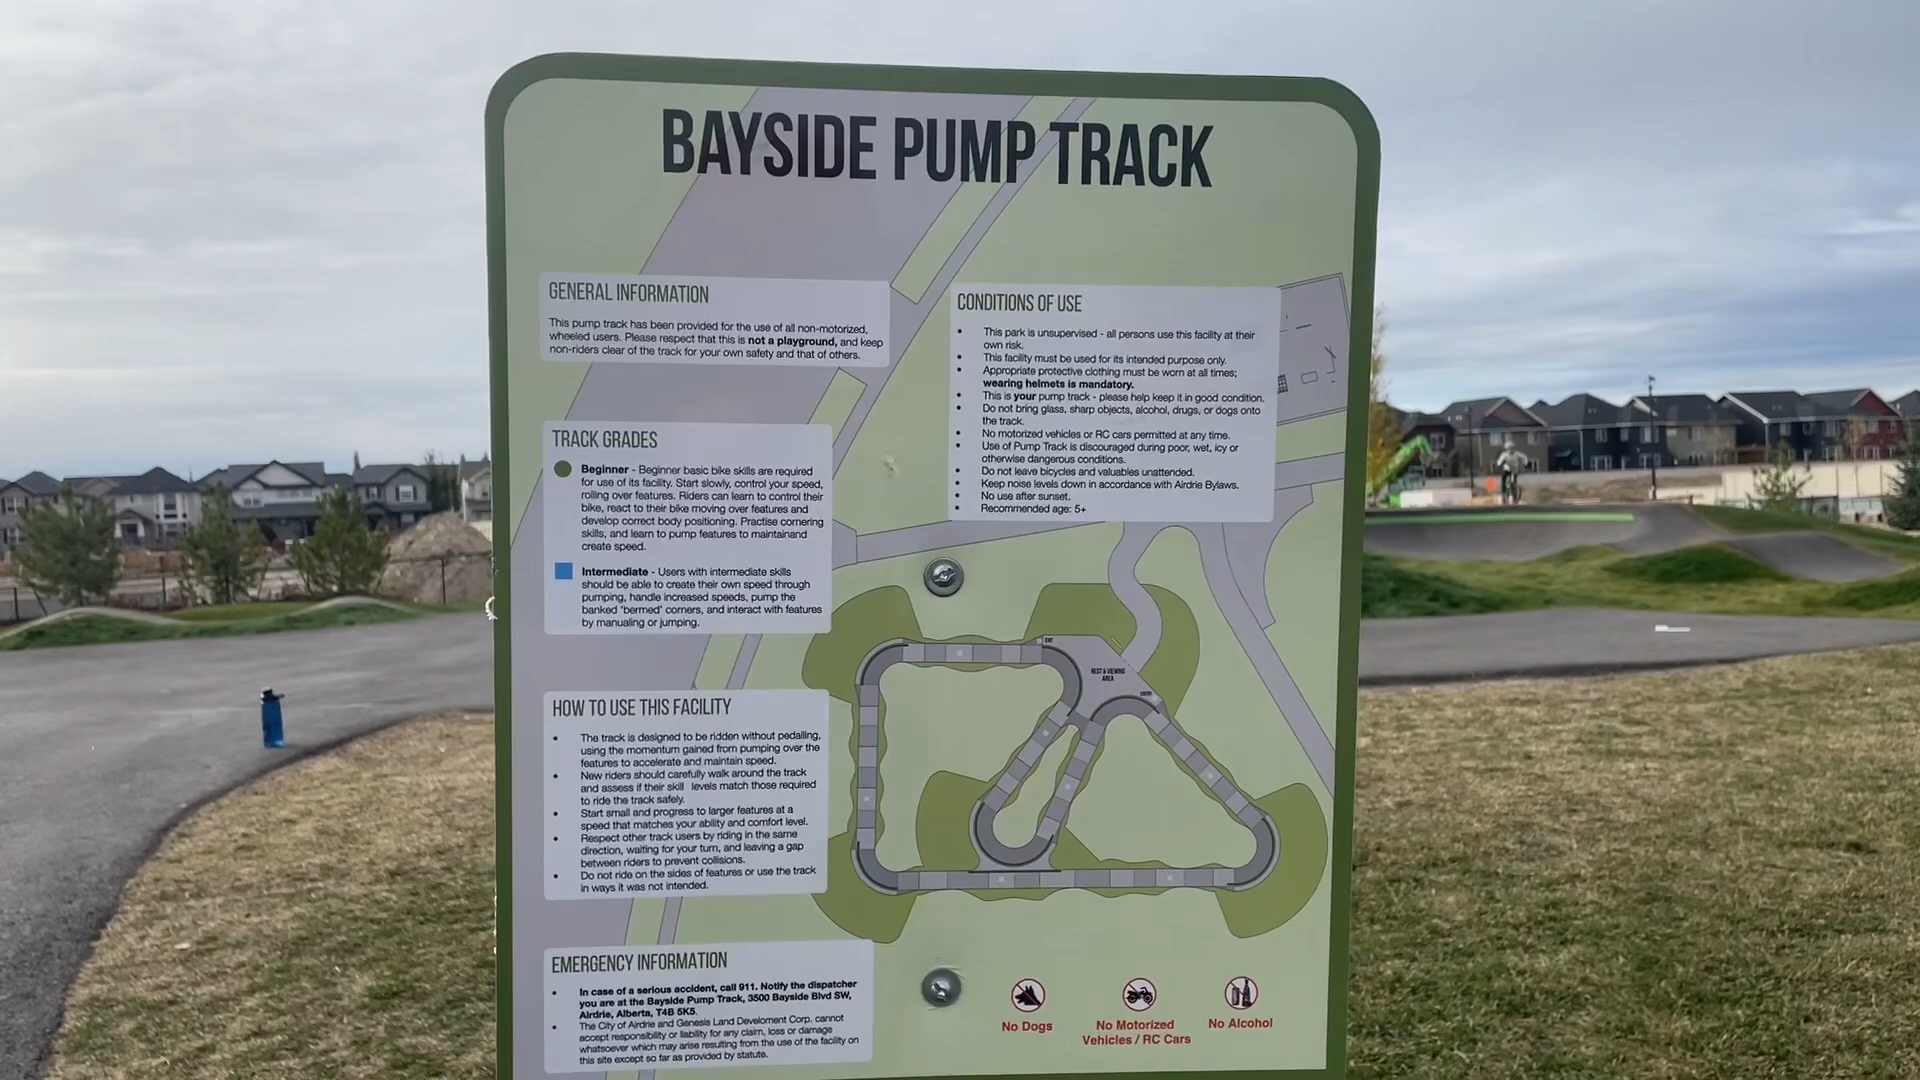 BAYSIDE PUMP TRACK
GENERAL INFORMATION
This pump track has been provided for the use of all non-motorized,
wheeled users. Please respect that this is not a playground, and keep
non-riders clear of the track for your own safety and that of others.
TRACK GRADES
Beginner - Beginner basic bike skills are required
for use of its facility. Start slowly, control your speed,
rolling over features. Riders can learn to control their
bike, react to their bike moving over features and
develop correct body positioning. Practise cornering
skills, and learn to pump features to maintainand
create speed.
Intermediate - Users with intermediate skills
should be able to create their own speed through
pumping, handle increased speeds, pump the
banked 'bermed' corners, and interact with features
by manualing or jumping.
HOW TO USE THIS FACILITY
• The track is designed to be ridden without pedalling,
using the momentum gained from pumping over the
features to accelerate and maintain speed.
• New riders should carefully walk around the track
and assess if their skill levels match those required
to ride the track safely.
• Start small and progress to larger features at a
speed that matches your ability and comfort level.
• Respect other track users by riding in the same
direction, waiting for your turn, and leaving a gap
between riders to prevent collisions.
• Do not ride on the sides of features or use the track
in ways it was not intended.
EMERGENCY INFORMATION
• In case of a serious accident, call 911. Notify the dispatcher
you are at the Bayside Pump Track, 3500 Bayside Blvd SW,
Airdrie, Alberta, T4B 5K5.
• The City of Airdrie and Genesis Land Develoment Corp. cannot
accept responsibility or liability for any claim, loss or damage
whatsoever which may arise resulting from the use of the facility on
this site except so far as provided by statute.
CONDITIONS OF USE
• This park is unsupervised - all persons use this facility at their
own risk.
• This facility must be used for its intended purpose only.
• Appropriate protective clothing must be worn at all times;
wearing helmets is mandatory.
• This is your pump track - please help keep it in good condition.
• Do not bring glass, sharp objects, alcohol, drugs, or dogs onto
the track.
• No motorized vehicles or RC cars permitted at any time.
• Use of Pump Track is discouraged during poor, wet, icy or
otherwise dangerous conditions.
• Do not leave bicycles and valuables unattended.
• Keep noise levels down in accordance with Airdrie Bylaws.
• No use after sunset.
• Recommended age: 5+
EXIT
REST & VIEWING
AREA
ENTRY
No Dogs
No Motorized
Vehicles / RC Cars
No Alcohol